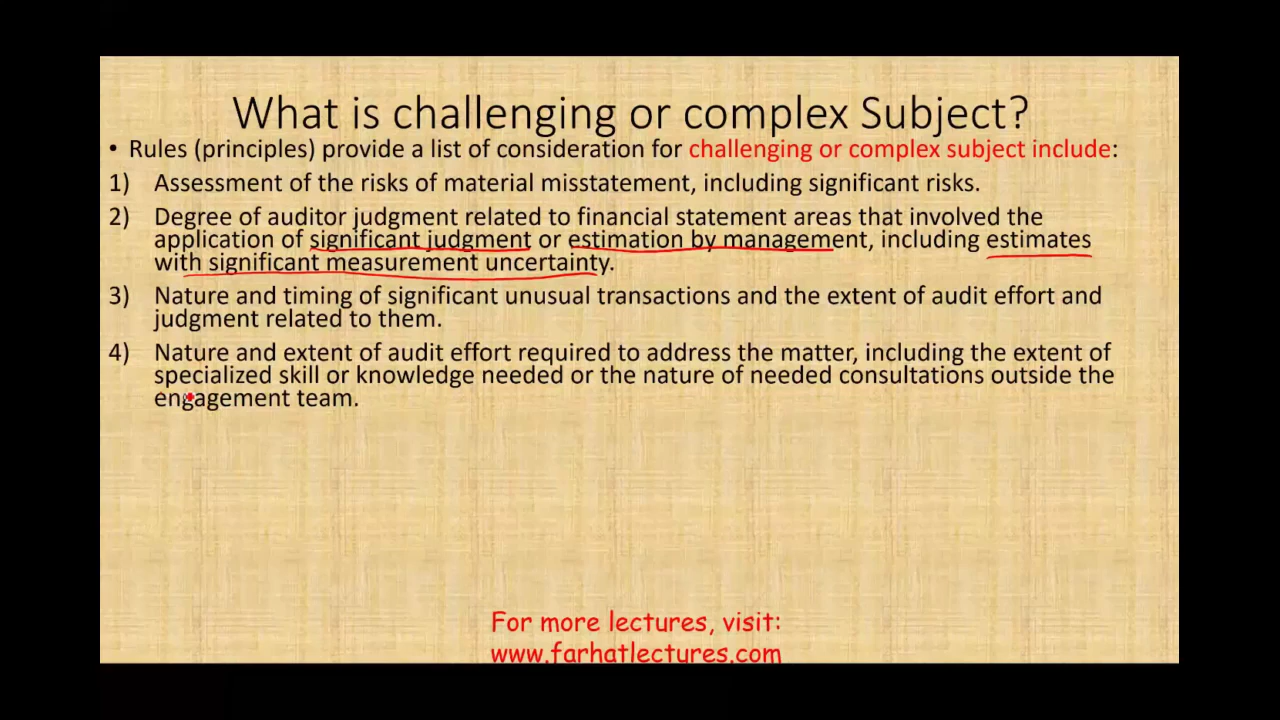 What is challenging or complex Subject?
• Rules (principles) provide a list of consideration for challenging or complex subject include:
1) Assessment of the risks of material misstatement, including significant risks.
2) Degree of auditor judgment related to financial statement areas that involved the
application of significant judgment or estimation by management, including estimates
with significant measurement uncertainty.
3) Nature and timing of significant unusual transactions and the extent of audit effort and
judgment related to them.
4) Nature and extent of audit effort required to address the matter, including the extent of
specialized skill or knowledge needed or the nature of needed consultations outside the
engagement team.
For more lectures, visit:
www.farhatlectures.com